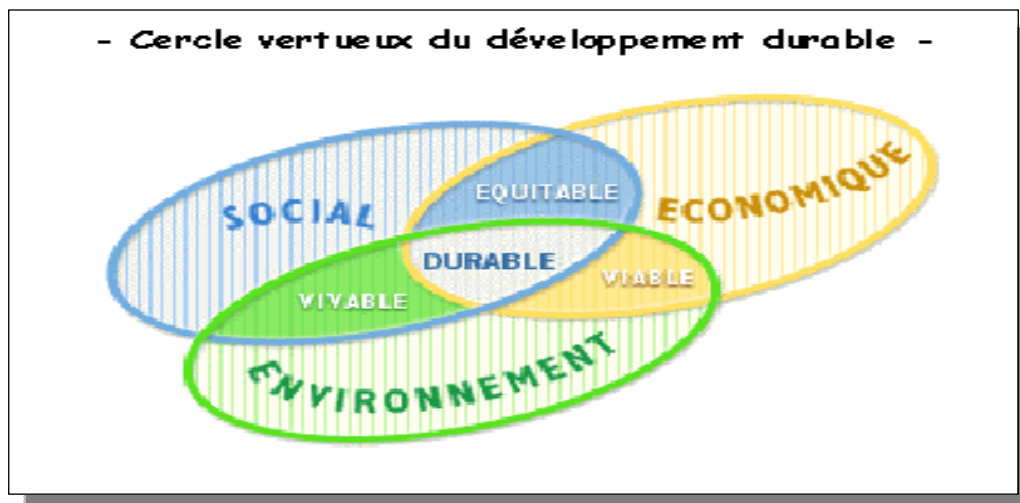 - Cercle vertueux du développement durable -
EQUITABLE
SOCIAL
ECONOMIQUE
DURABLE
VIVABLE
VIABLE
ENVIRONNEMENT